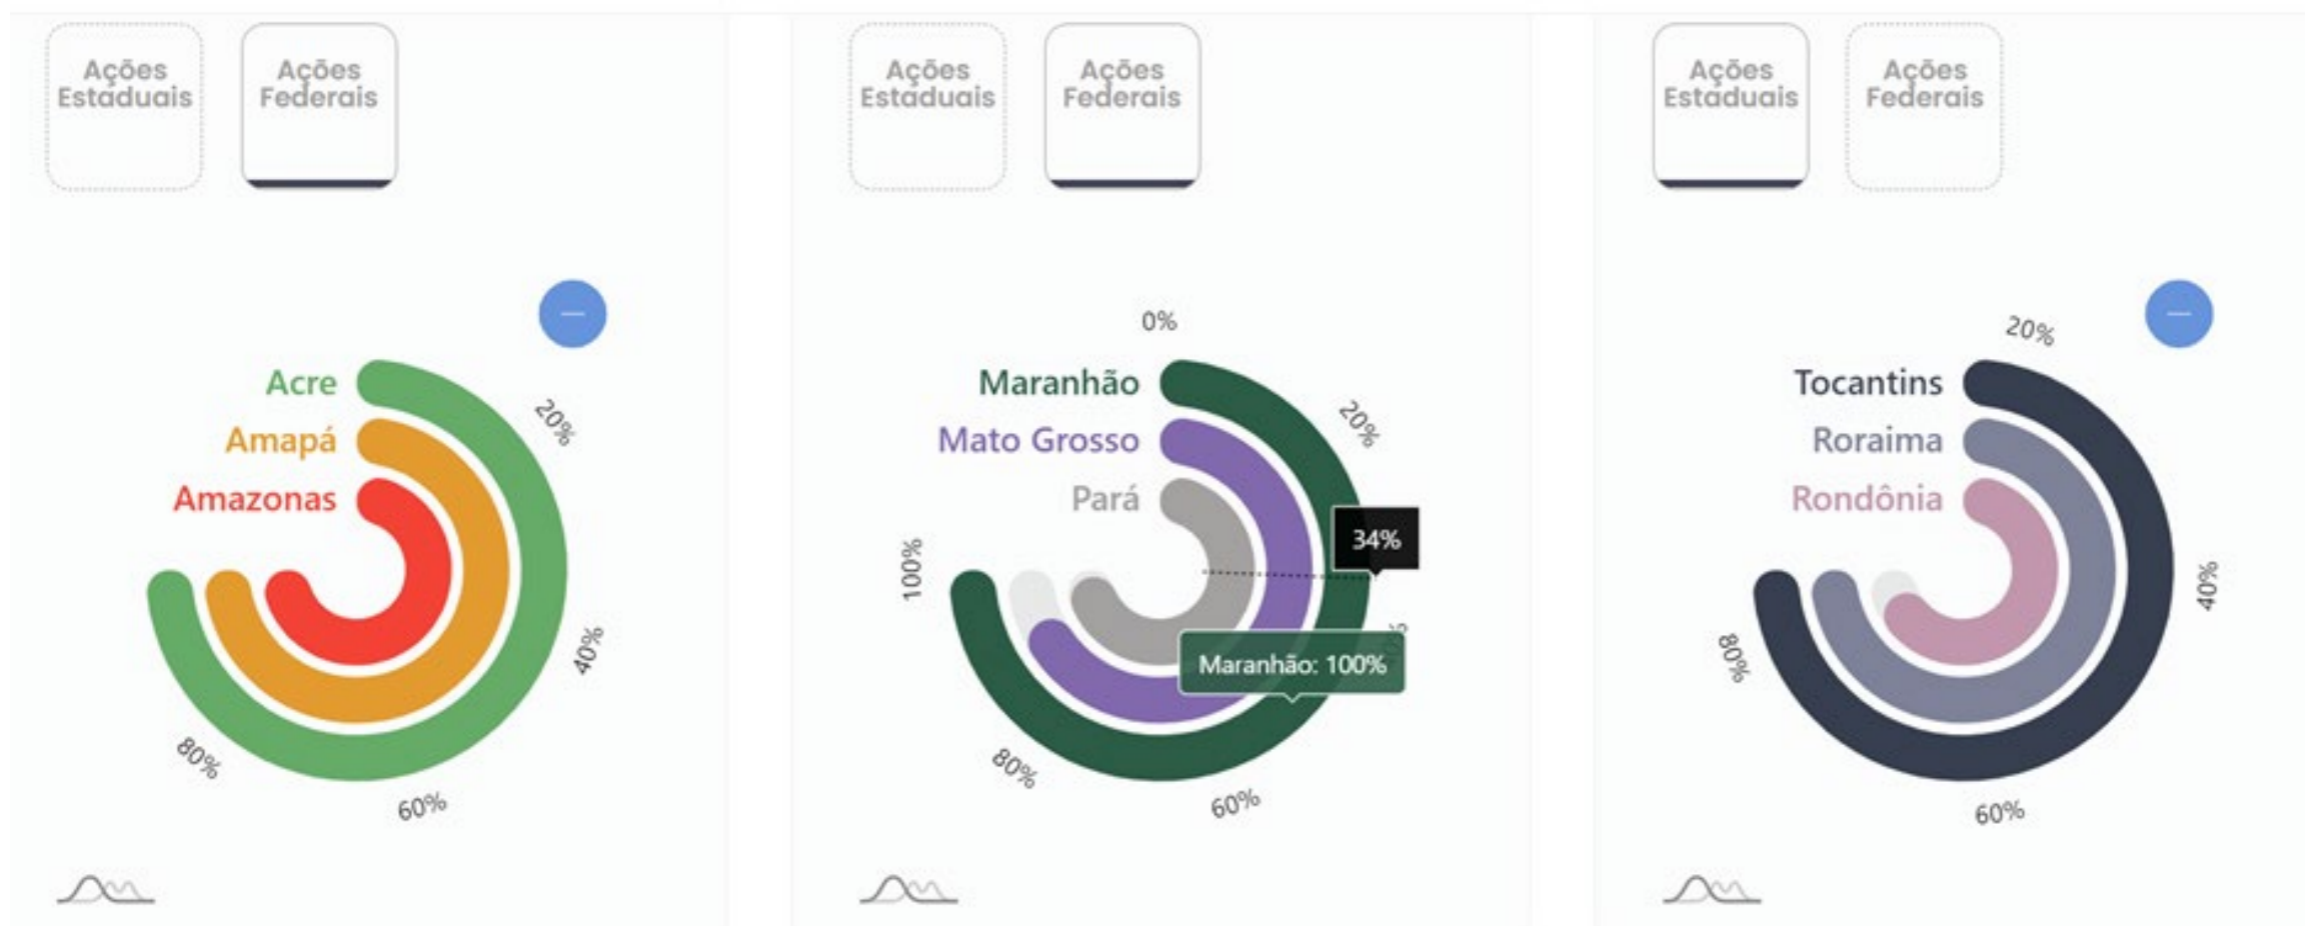 Ações
Estaduais
Ações
Federais
Acre
Amapá
Amazonas
20%
40%
60%
80%
Ações
Estaduais
Ações
Federais
0%
Maranhão
Mato Grosso
Pará
20%
34%
Maranhão: 100%
60%
80%
100%
Ações
Estaduais
Ações
Federais
Tocantins
Roraima
Rondônia
20%
40%
60%
80%